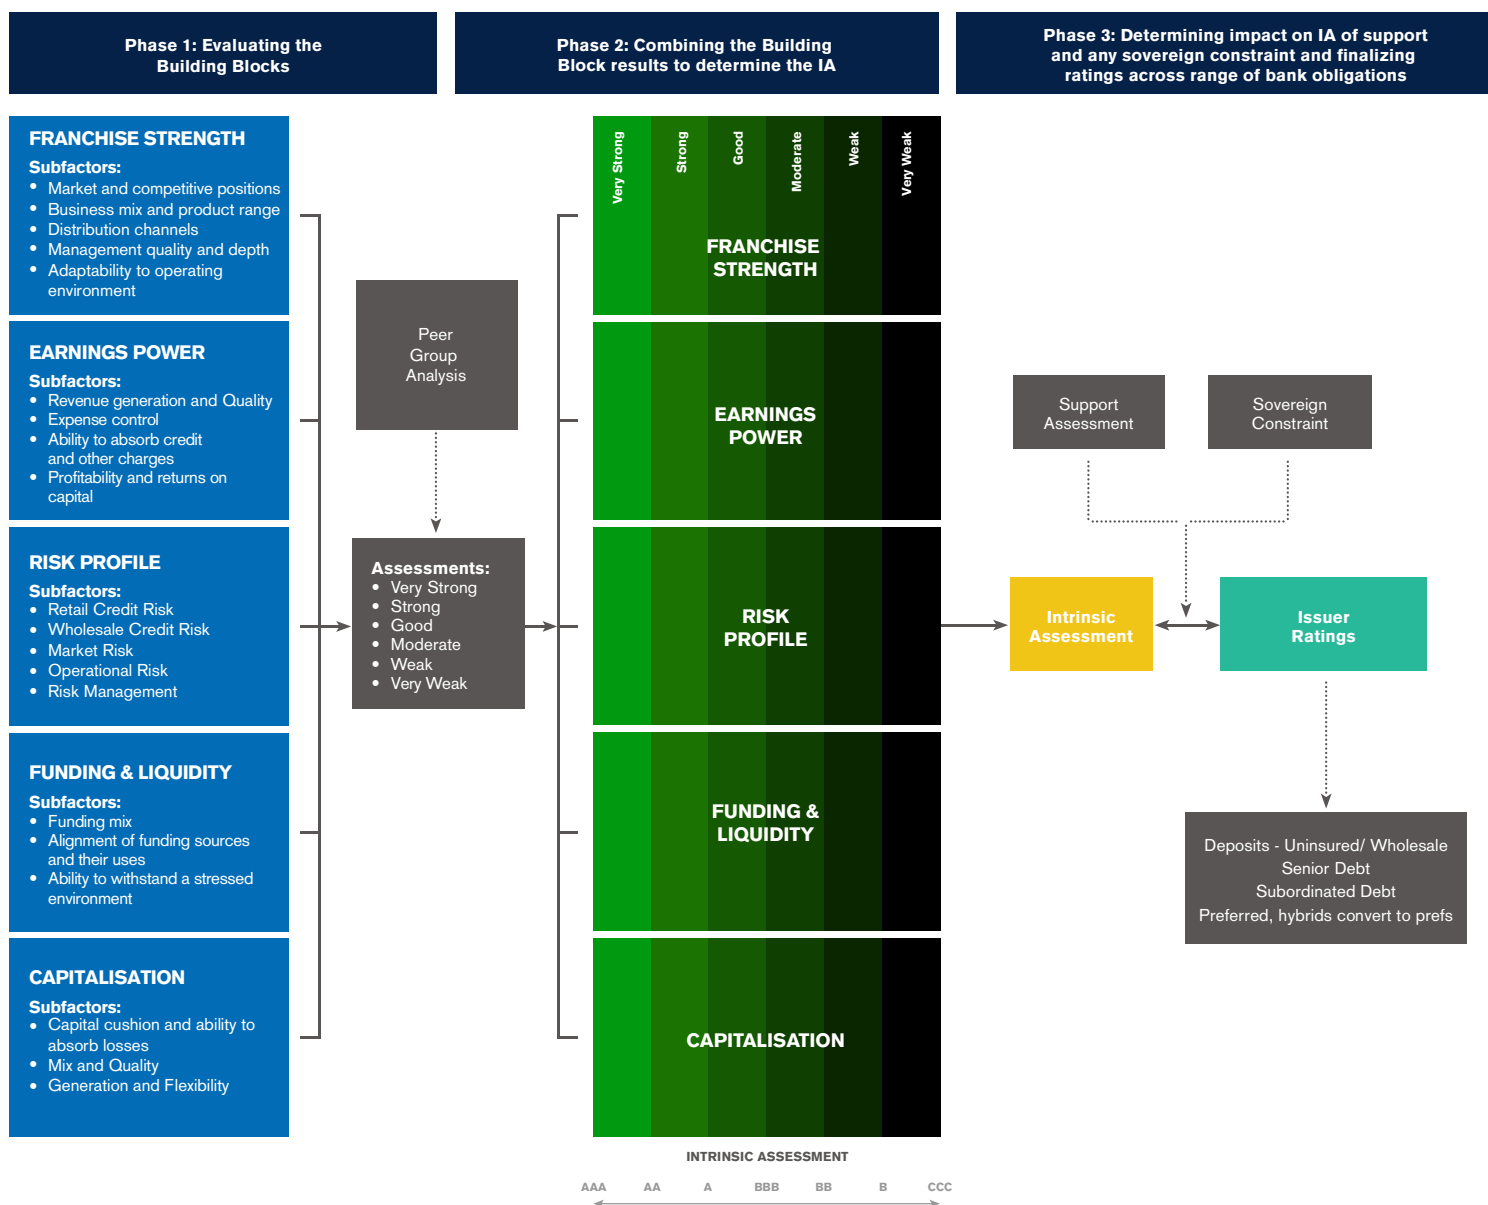 Phase 1: Evaluating the
Building Blocks
Phase 2: Combining the Building
Block results to determine the IA
Phase 3: Determining impact on IA of support
and any sovereign constraint and finalizing
ratings across range of bank obligations
FRANCHISE STRENGTH
Subfactors:
• Market and competitive positions
• Business mix and product range
• Distribution channels
• Management quality and depth
• Adaptability to operating
environment
EARNINGS POWER
Subfactors:
• Revenue generation and Quality
• Expense control
• Ability to absorb credit
and other charges
• Profitability and returns on
capital
RISK PROFILE
Subfactors:
• Retail Credit Risk
• Wholesale Credit Risk
• Market Risk
• Operational Risk
• Risk Management
FUNDING & LIQUIDITY
Subfactors:
• Funding mix
• Alignment of funding sources
and their uses
• Ability to withstand a stressed
environment
CAPITALISATION
Subfactors:
• Capital cushion and ability to
absorb losses
• Mix and Quality
• Generation and Flexibility
Peer
Group
Analysis
Assessments:
• Very Strong
• Strong
• Good
• Moderate
• Weak
• Very Weak
Very Strong
Strong
Good
Moderate
Weak
Very Weak
FRANCHISE
STRENGTH
EARNINGS
POWER
RISK
PROFILE
FUNDING &
LIQUIDITY
CAPITALISATION
INTRINSIC ASSESSMENT
AAA AA A BBB BB B CCC
Support
Assessment
Sovereign
Constraint
Intrinsic
Assessment
Issuer
Ratings
Deposits - Uninsured/ Wholesale
Senior Debt
Subordinated Debt
Preferred, hybrids convert to prefs